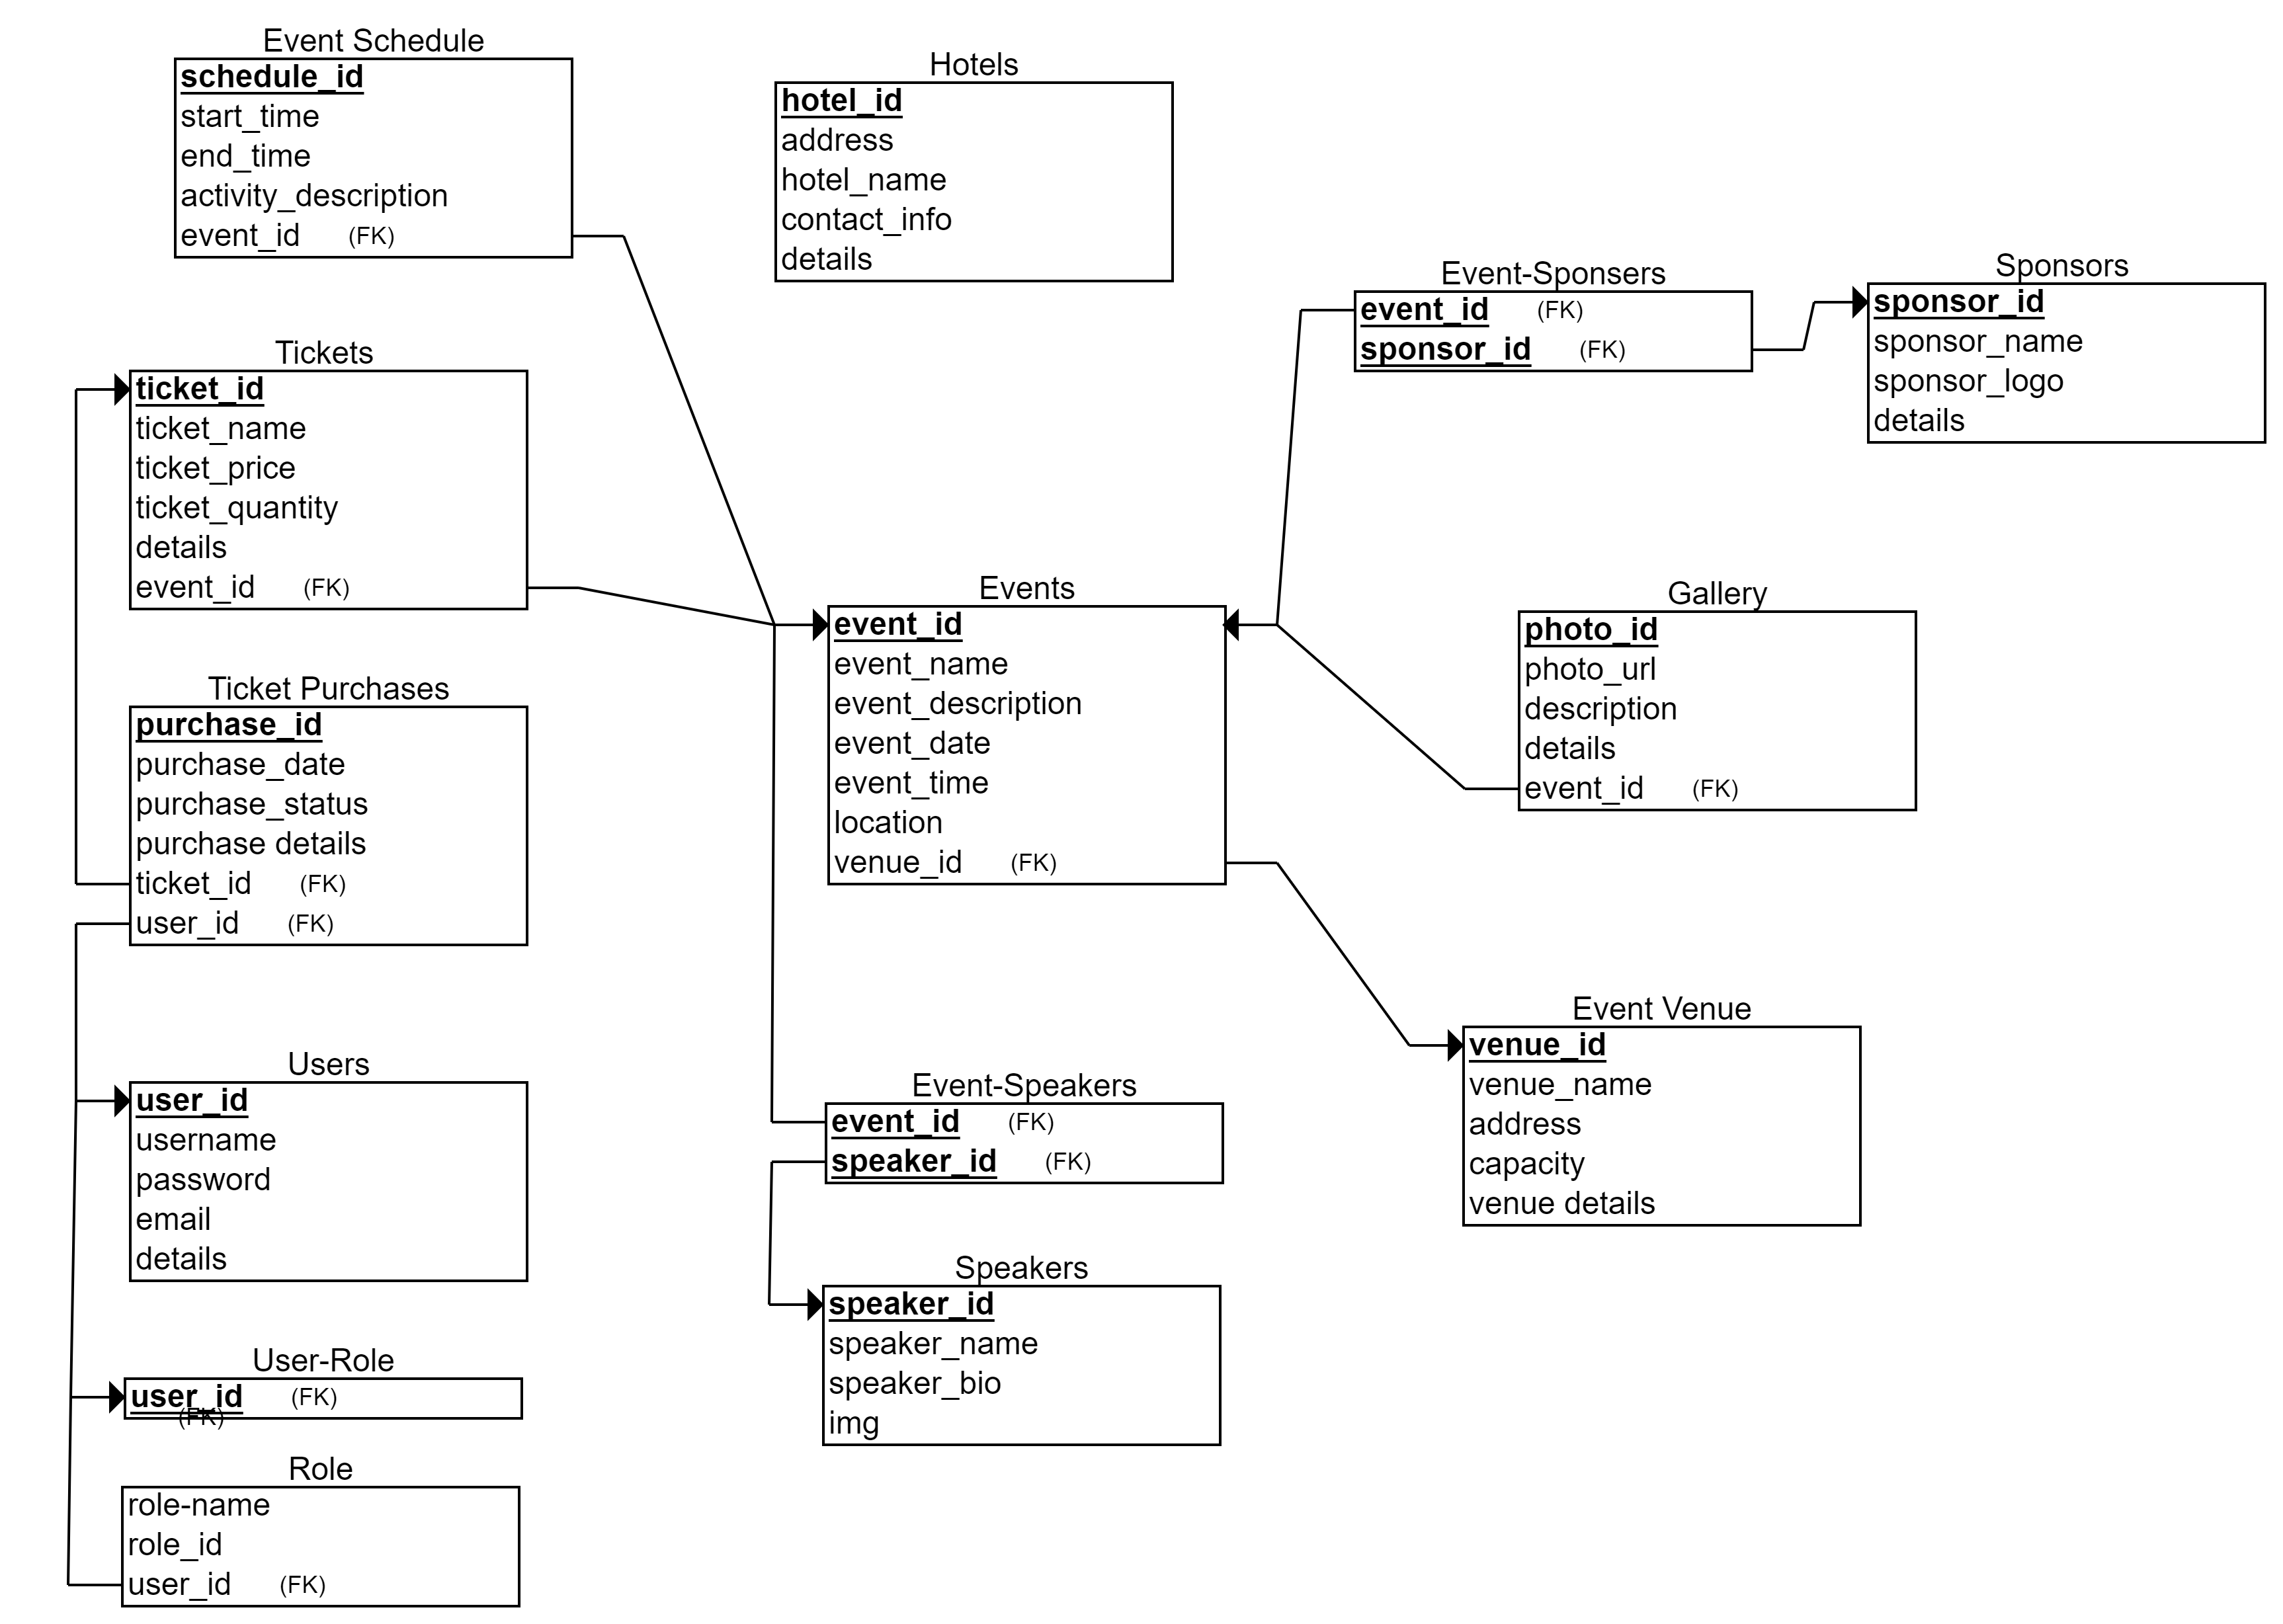 Event Schedule
schedule_id
start_time
end_time
activity_description
event_id (FK)
Hotels
hotel_id
address
hotel_name
contact_info
details
Event-Sponsers
event_id (FK)
sponsor_id (FK)
Sponsors
sponsor_id
sponsor_name
sponsor_logo
details
Tickets
ticket_id
ticket_name
ticket_price
ticket_quantity
details
event_id (FK)
Events
event_id
event_name
event_description
event_date
event_time
location
venue_id (FK)
Gallery
photo_id
photo_url
description
details
event_id (FK)
Ticket Purchases
purchase_id
purchase_date
purchase_status
purchase details
ticket_id (FK)
user_id (FK)
Event Venue
venue_id
venue_name
address
capacity
venue details
Users
user_id
username
password
email
details
Event-Speakers
event_id (FK)
speaker_id (FK)
Speakers
speaker_id
speaker_name
speaker_bio
img
User-Role
user_id (FK)
(FK)
Role
role-name
role_id
user_id (FK)